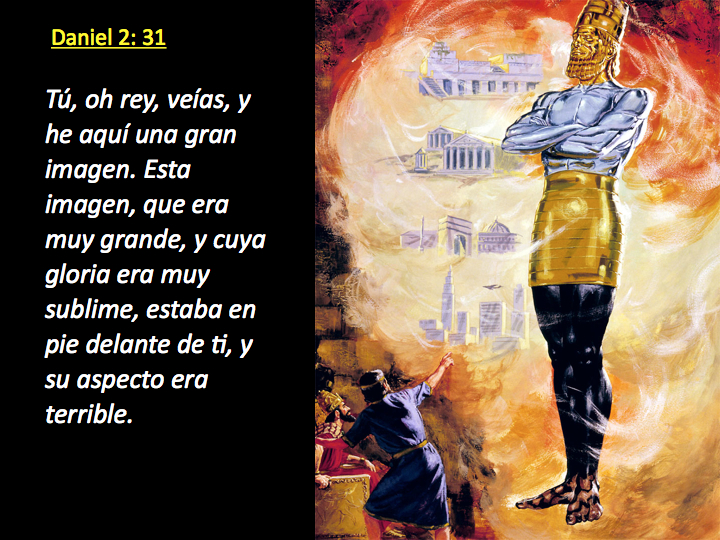 Daniel 2: 31
Tú, oh rey, veías, y
he aquí una gran
imagen. Esta
imagen, que era
muy grande, y cuya
gloria era muy
sublime, estaba en
pie delante de ti, y
su aspecto era
terrible.